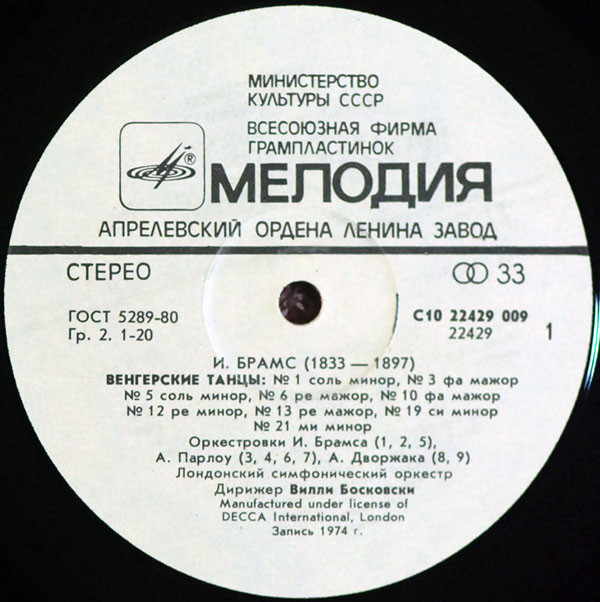 МИНИСТЕРСТВО
КУЛЬТУРЫ СССР
ВСЕСОЮЗНАЯ ФИРМА
ГРАМПЛАСТИНОК
® МЕЛОДИЯ
АПРЕЛЕВСКИЙ ОРДЕНА ЛЕНИНА ЗАВОД
СТЕРЕО 33
ГОСТ 5289-80 С10 22429 009
Гр. 2. 1-20 22429 1
И. БРАМС (1833 — 1897)
ВЕНГЕРСКИЕ ТАНЦЫ: № 1 соль минор, № 3 фа мажор
№ 5 соль минор, № 6 ре мажор, № 10 фа мажор
№ 12 ре минор, № 13 ре мажор, № 19 си минор
№ 21 ми минор
Оркестровки И. Брамса (1, 2, 5),
А. Парлоу (3, 4, 6, 7), А. Дворжака (8, 9)
Лондонский симфонический оркестр
Дирижер Вилли Босковски
Manufactured under license of
DECCA International, London
Запись 1974 г.